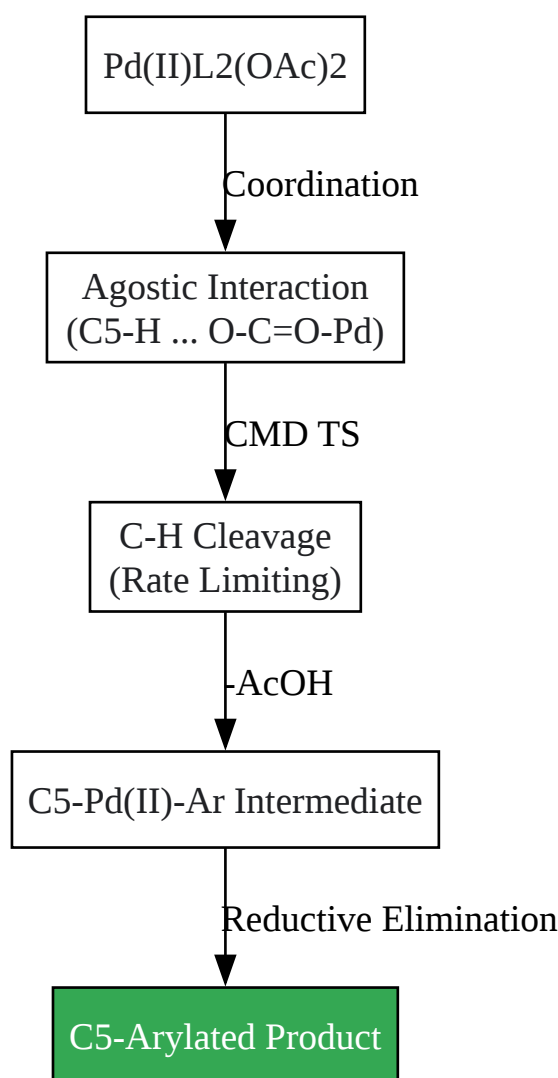 Pd(II)L2(OAc)2
Coordination
Agostic Interaction
(C5-H ... O-C=O-Pd)
CMD TS
C-H Cleavage
(Rate Limiting)
-AcOH
C5-Pd(II)-Ar Intermediate
Reductive Elimination
C5-Arylated Product